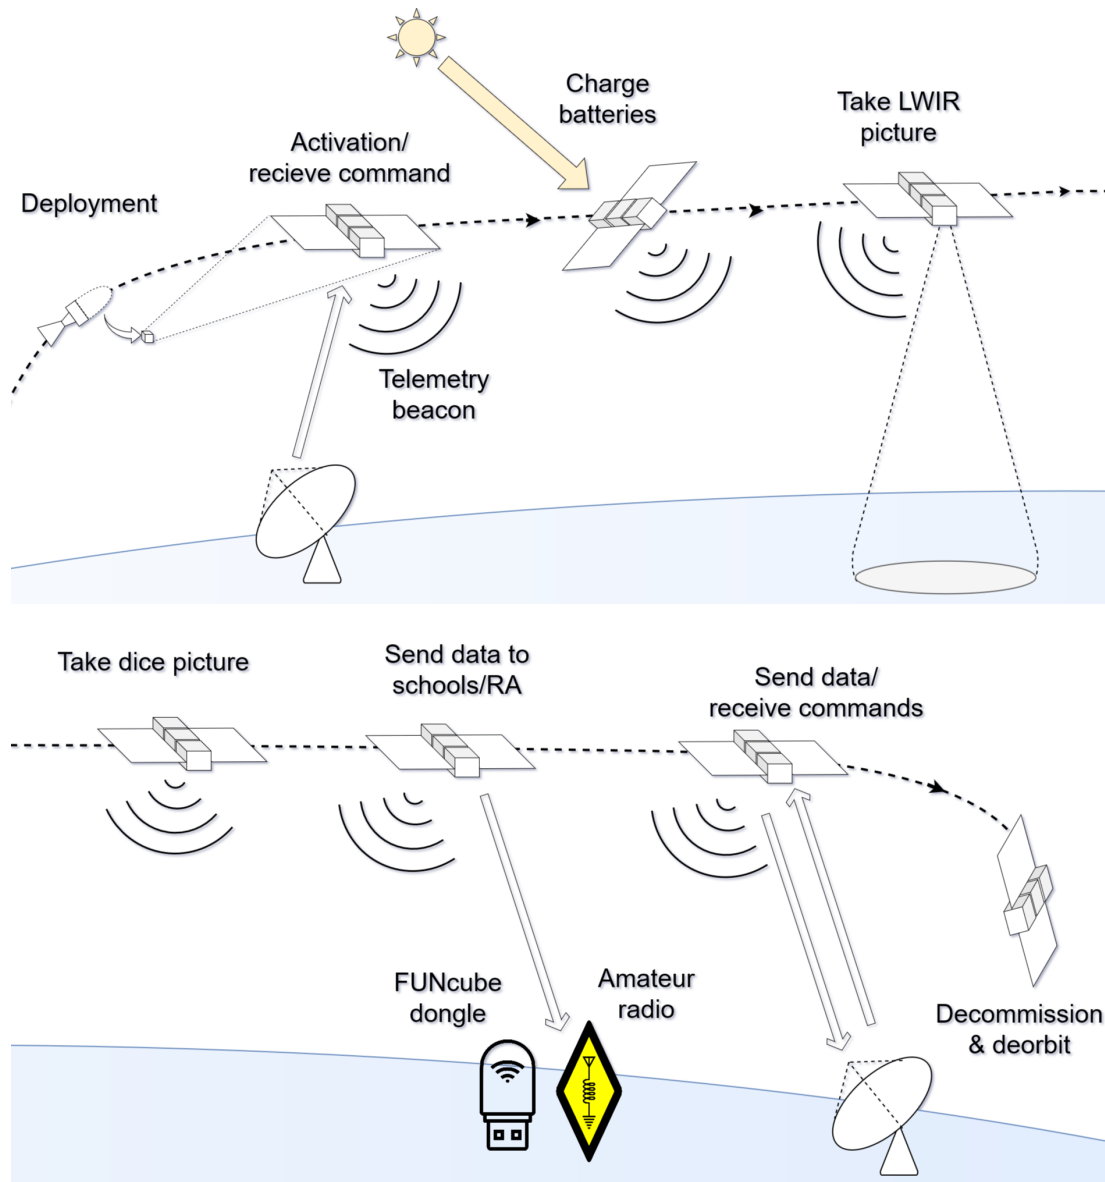 Charge
batteries
Take LWIR
picture
Activation/
recieve command
Deployment
Telemetry
beacon
Take dice picture
Send data to
schools/RA
Send data/
receive commands
FUNcube
dongle
Amateur
radio
Decommission
& deorbit